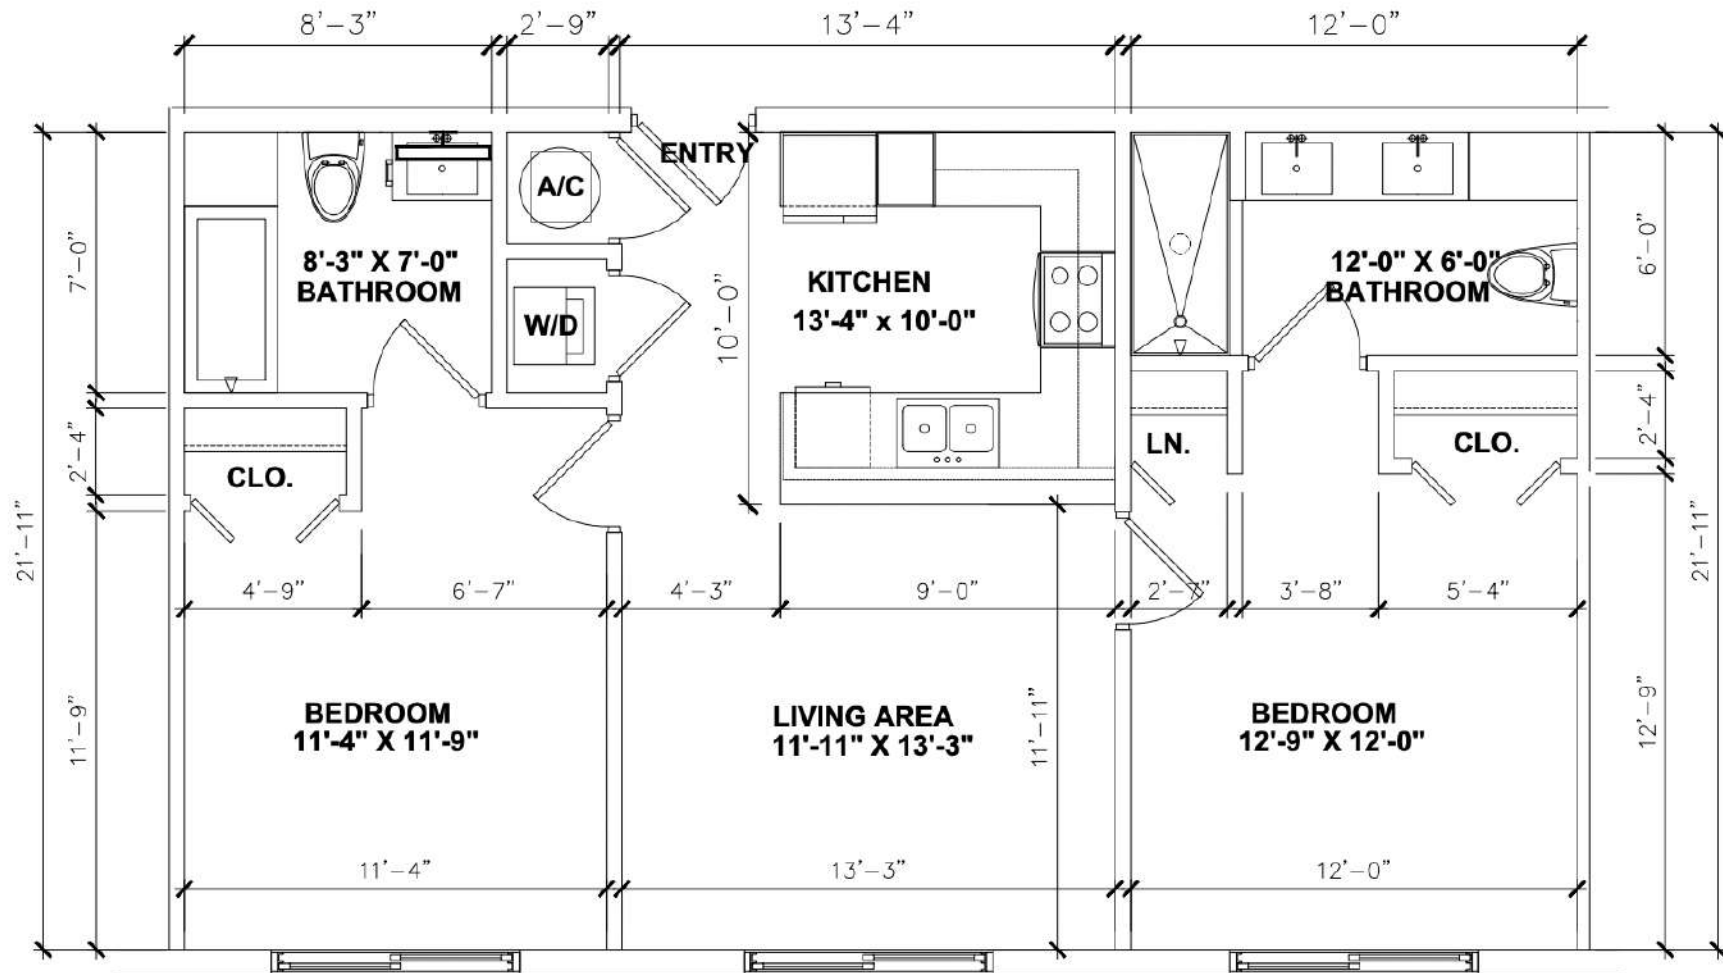 8'-3" 2'-9" 13'-4" 12'-0"
ENTRY
A/C
7'-0"
8'-3" X 7'-0"
BATHROOM
W/D
10'-0"
KITCHEN
13'-4" x 10'-0"
12'-0" X 6'-0"
BATHROOM
6'-0"
2'-4"
CLO.
LN.
CLO.
2'-4"
21'-11"
21'-11"
4'-9" 6'-7" 4'-3" 9'-0" 2'-7" 3'-8" 5'-4"
11'-9"
BEDROOM
11'-4" X 11'-9"
LIVING AREA
11'-11" X 13'-3"
11'-11"
BEDROOM
12'-9" X 12'-0"
12'-9"
11'-4" 13'-3" 12'-0"